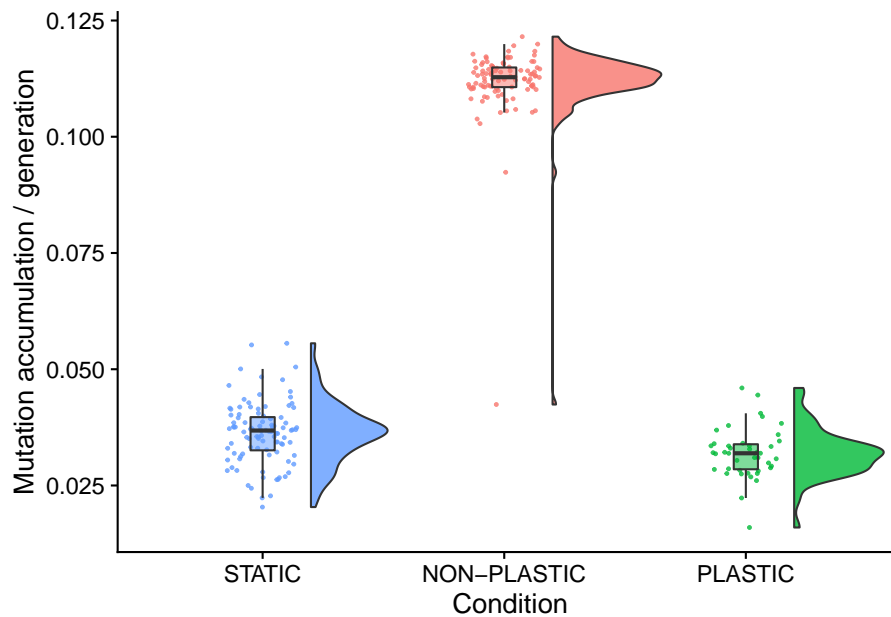 Mutation accumulation / generation
0.125
0.100
0.075
0.050
0.025
STATIC
NON−PLASTIC
PLASTIC
Condition